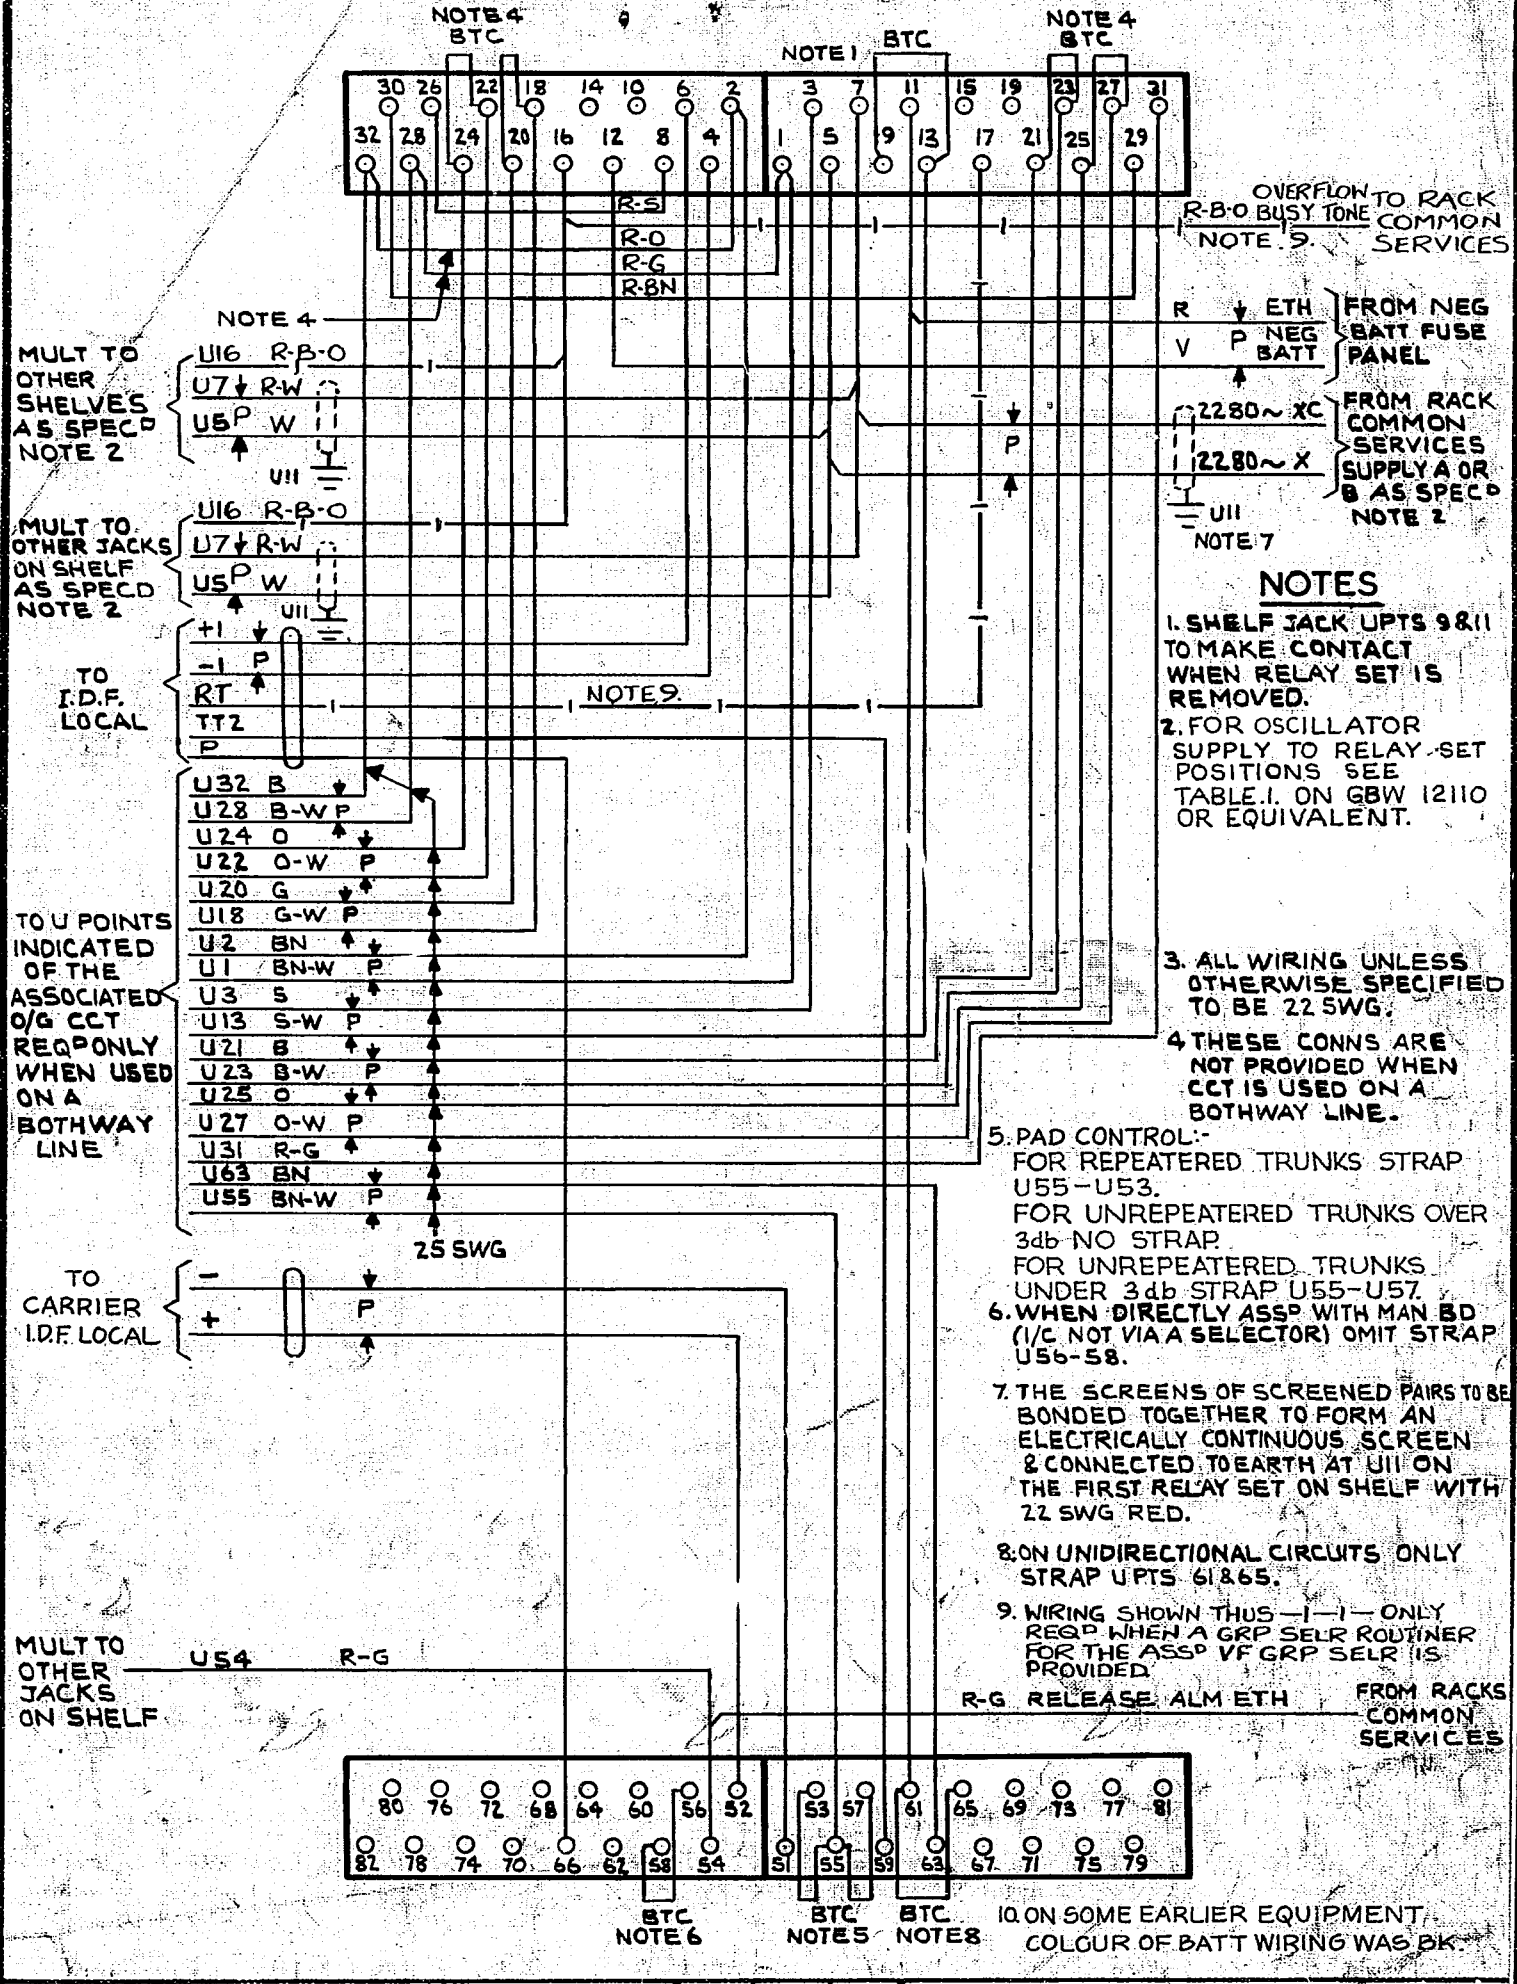 NOTE 4
BTC
NOTE 1
BTC
NOTE 4
BTC
30 26 22 18 14 10 6 2 3 7 11 15 19 23 27 31
32 28 24 20 16 12 8 4 1 5 9 13 17 21 25 29
R-S
R-O
R-G
R-BN
NOTE 4
R-B-O
OVERFLOW
BUSY TONE
NOTE.9.
TO RACK
COMMON
SERVICES
R
ETH
V
P
NEG
BATT
FROM NEG
BATT FUSE
PANEL
2280~ XC
P
2280~ X
FROM RACK
COMMON
SERVICES
SUPPLY A OR
B AS SPECD
NOTE 2
U11
NOTE 7
MULT TO
OTHER
SHELVES
AS SPECD
NOTE 2
U16 R-B-O
U7 R-W
P
U5 W
U11
MULT TO
OTHER JACKS
ON SHELF
AS SPECD
NOTE 2
U16 R-B-O
U7 R-W
P
U5 W
U11
TO
I.D.F.
LOCAL
+1
P
-1
RT
NOTE 9.
TT2
P
TO U POINTS
INDICATED
OF THE
ASSOCIATED
O/G CCT
REQD ONLY
WHEN USED
ON A
BOTHWAY
LINE
U32 B
U28 B-W P
U24 O
U22 O-W P
U20 G
U18 G-W P
U2 BN
U1 BN-W P
U3 S
U13 S-W P
U21 B
U23 B-W P
U25 O
U27 O-W P
U31 R-G
U63 BN
U55 BN-W P
25 SWG
TO
CARRIER
I.D.F. LOCAL
-
P
+
NOTES
1. SHELF JACK UPTS 9&11
TO MAKE CONTACT
WHEN RELAY SET IS
REMOVED.
2. FOR OSCILLATOR
SUPPLY TO RELAY-SET
POSITIONS SEE
TABLE.1. ON GBW 12110
OR EQUIVALENT.
3. ALL WIRING UNLESS
OTHERWISE SPECIFIED
TO BE 22 SWG.
4 THESE CONNS ARE
NOT PROVIDED WHEN
CCT IS USED ON A
BOTHWAY LINE.
5. PAD CONTROL:-
FOR REPEATERED TRUNKS STRAP
U55-U53.
FOR UNREPEATERED TRUNKS OVER
3db NO STRAP.
FOR UNREPEATERED TRUNKS
UNDER 3db STRAP U55-U57.
6. WHEN DIRECTLY ASSD WITH MAN BD
(I/C NOT VIA A SELECTOR) OMIT STRAP
U56-58.
7. THE SCREENS OF SCREENED PAIRS TO BE
BONDED TOGETHER TO FORM AN
ELECTRICALLY CONTINUOUS SCREEN
& CONNECTED TO EARTH AT U11 ON
THE FIRST RELAY SET ON SHELF WITH
22 SWG RED.
8. ON UNIDIRECTIONAL CIRCUITS ONLY
STRAP UPTS 61&65.
9. WIRING SHOWN THUS -|-|- ONLY
REQD WHEN A GRP SELR ROUTINER
FOR THE ASSD VF GRP SELR IS
PROVIDED
MULT TO
OTHER
JACKS
ON SHELF
U54 R-G
R-G RELEASE ALM ETH
FROM RACKS
COMMON
SERVICES
80 76 72 68 64 60 56 52 53 57 61 65 69 73 77 81
82 78 74 70 66 62 58 54 51 55 59 63 67 71 75 79
BTC
NOTE 6
BTC
NOTE 5
BTC
NOTE 8
10. ON SOME EARLIER EQUIPMENT
COLOUR OF BATT WIRING WAS BK.